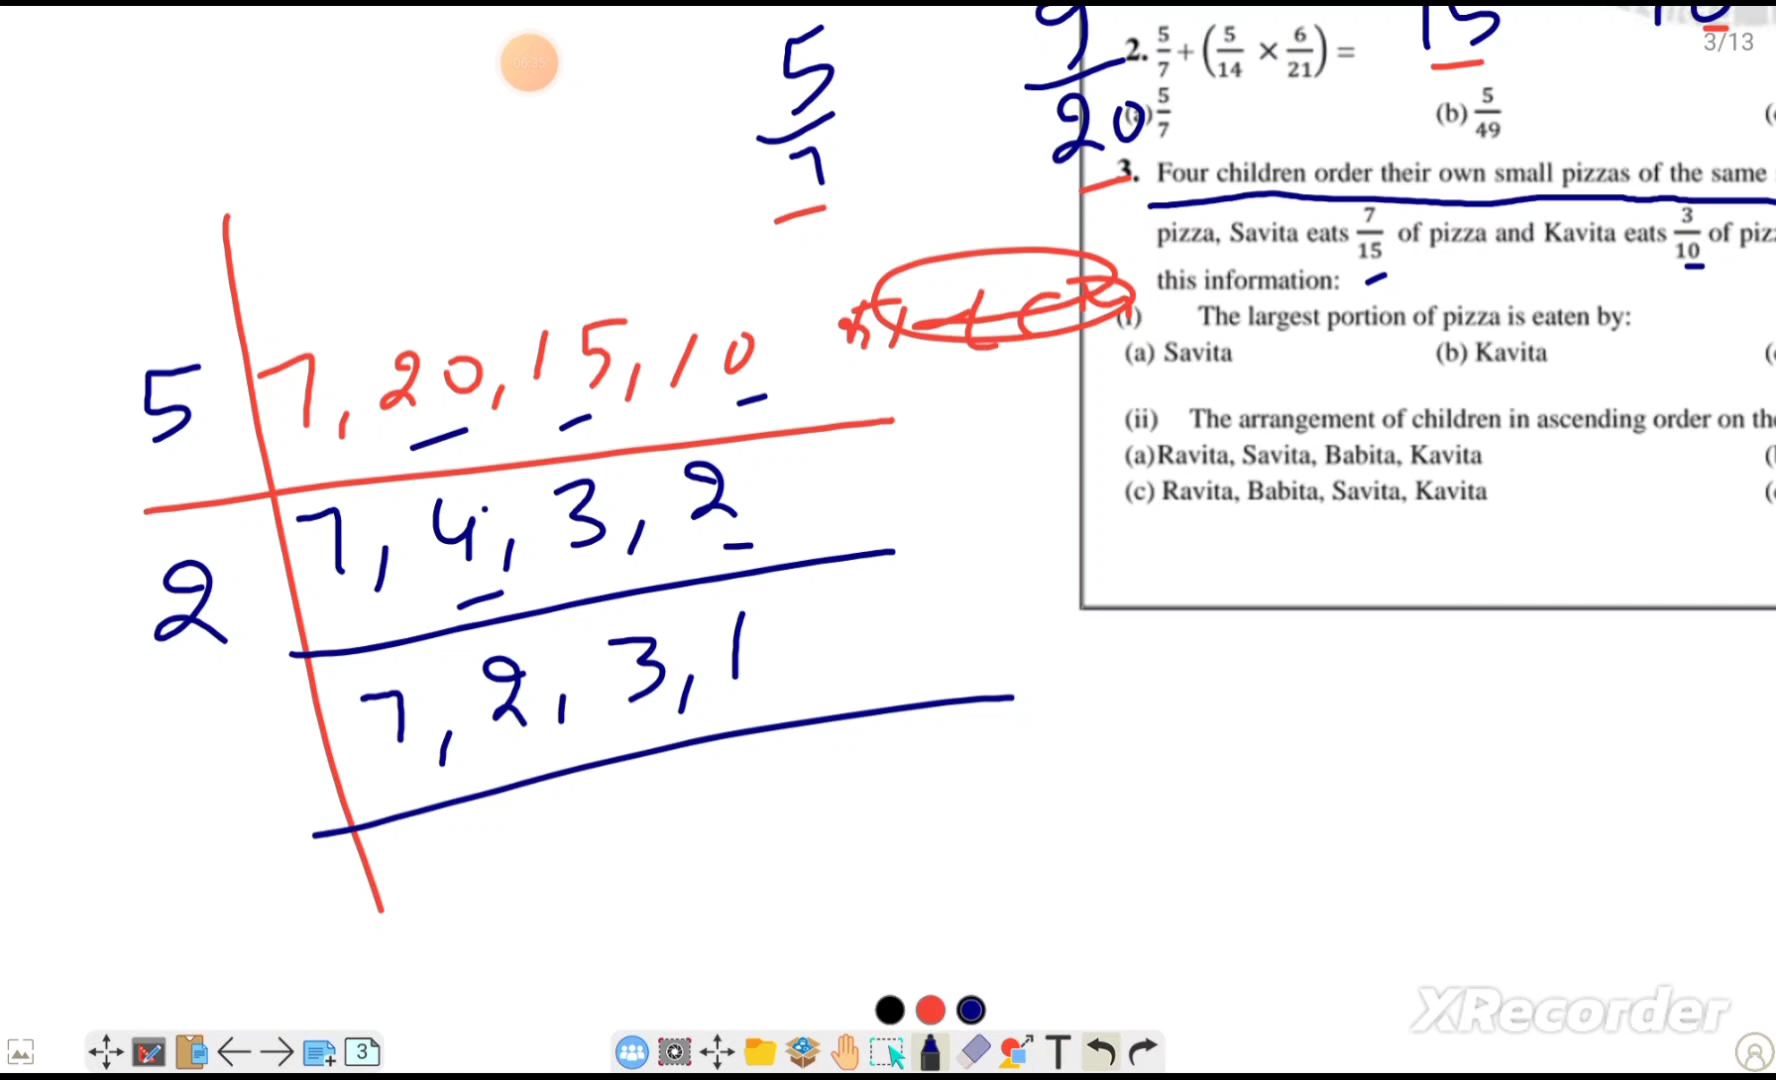 06:35
5
7
9
20
15
10
3/13
2. 5/7 + (5/14 × 6/21) =
(a) 5/7
(b) 5/49
3. Four children order their own small pizzas of the same
pizza, Savita eats 7/15 of pizza and Kavita eats 3/10 of piz
this information:
(i) The largest portion of pizza is eaten by:
(a) Savita
(b) Kavita
(ii) The arrangement of children in ascending order on the
(a)Ravita, Savita, Babita, Kavita
(c) Ravita, Babita, Savita, Kavita
5 7, 20, 15, 10
2 7, 4, 3, 2
7, 2, 3, 1
XRecorder
3
T